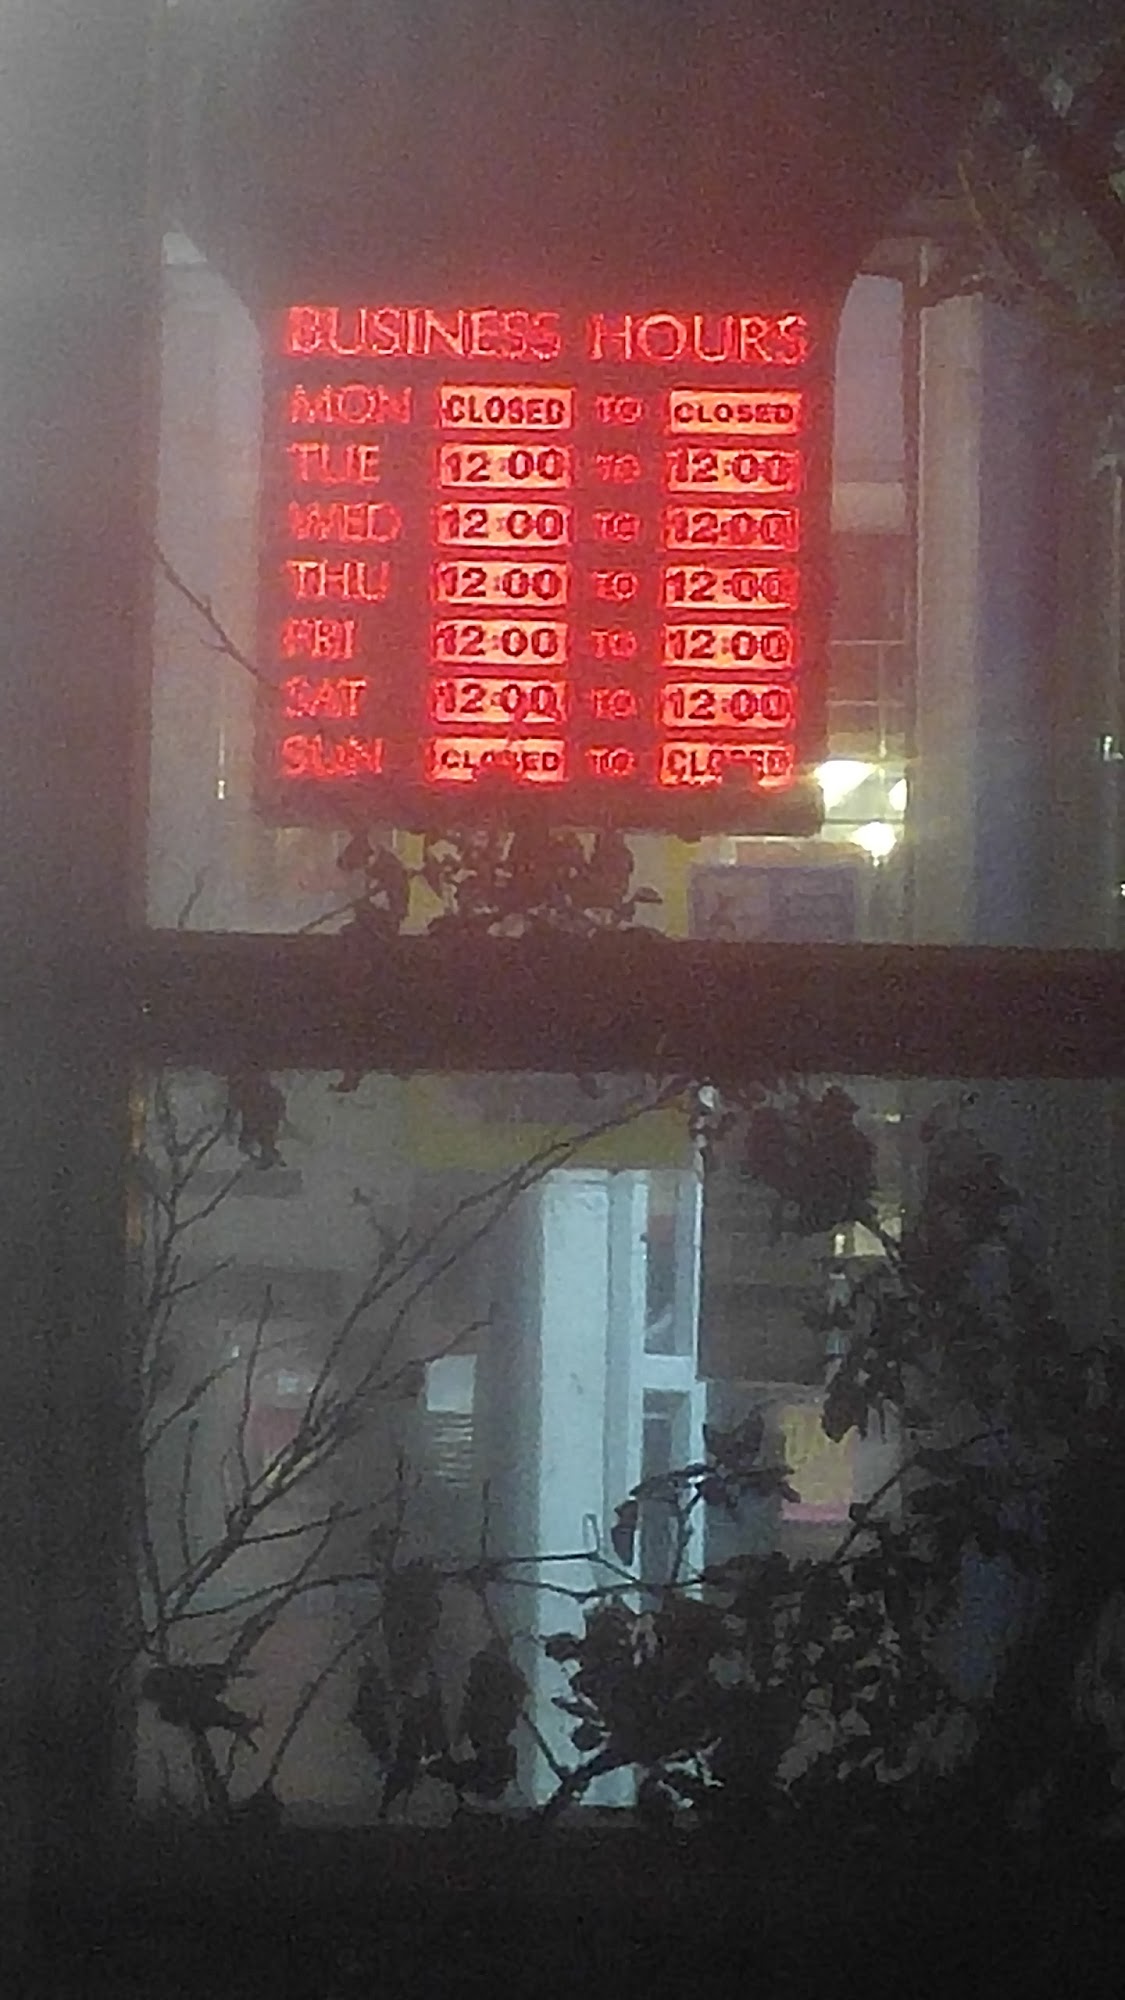 BUSINESS HOURS
MON CLOSED TO CLOSED
TUE 12:00 TO 12:00
WED 12:00 TO 12:00
THU 12:00 TO 12:00
FRI 12:00 TO 12:00
SAT 12:00 TO 12:00
SUN CLOSED TO CLOSED